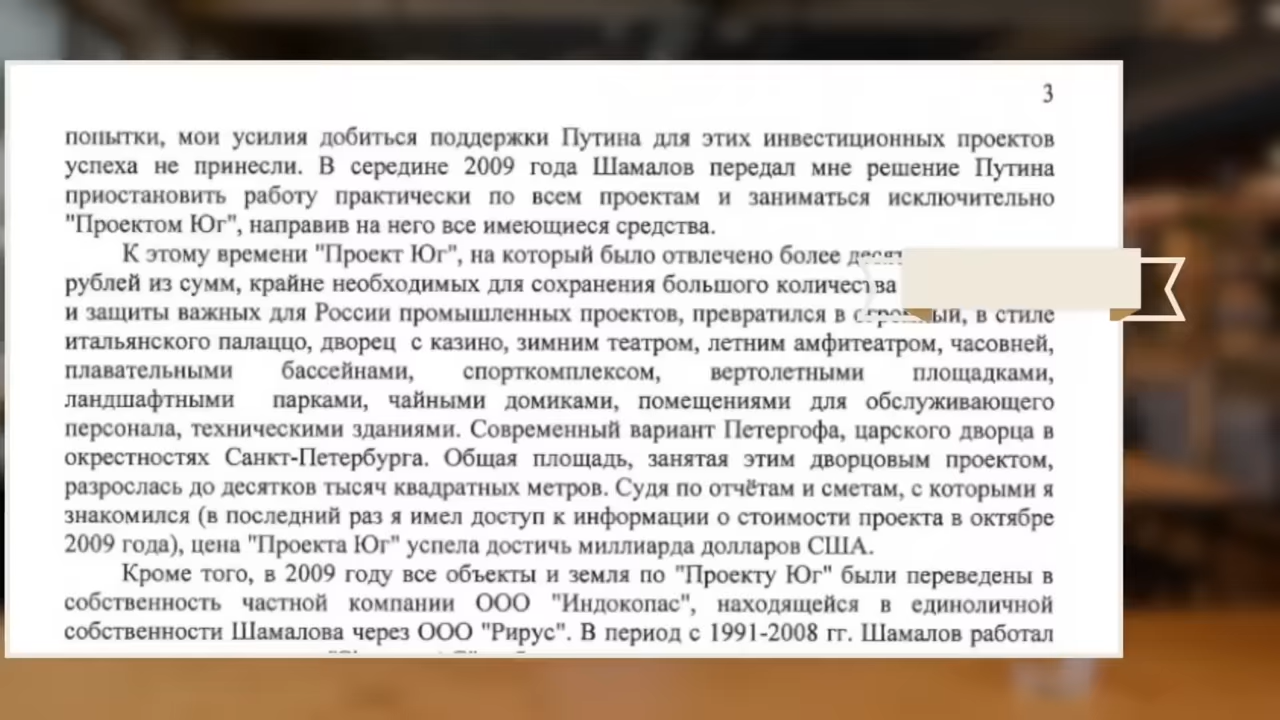 3
попытки, мои усилия добиться поддержки Путина для этих инвестиционных проектов
успеха не принесли. В середине 2009 года Шамалов передал мне решение Путина
приостановить работу практически по всем проектам и заниматься исключительно
"Проектом Юг", направив на него все имеющиеся средства.
К этому времени "Проект Юг", на который было отвлечено более
рублей из сумм, крайне необходимых для сохранения большого количества
и защиты важных для России промышленных проектов, превратился в в стиле
итальянского палаццо, дворец с казино, зимним театром, летним амфитеатром, часовней,
плавательными бассейнами, спорткомплексом, вертолетными площадками,
ландшафтными парками, чайными домиками, помещениями для обслуживающего
персонала, техническими зданиями. Современный вариант Петергофа, царского дворца в
окрестностях Санкт-Петербурга. Общая площадь, занятая этим дворцовым проектом,
разрослась до десятков тысяч квадратных метров. Судя по отчётам и сметам, с которыми я
знакомился (в последний раз я имел доступ к информации о стоимости проекта в октябре
2009 года), цена "Проекта Юг" успела достичь миллиарда долларов США.
Кроме того, в 2009 году все объекты и земля по "Проекту Юг" были переведены в
собственность частной компании ООО "Индокопас", находящейся в единоличной
собственности Шамалова через ООО "Рирус". В период с 1991-2008 гг. Шамалов работал